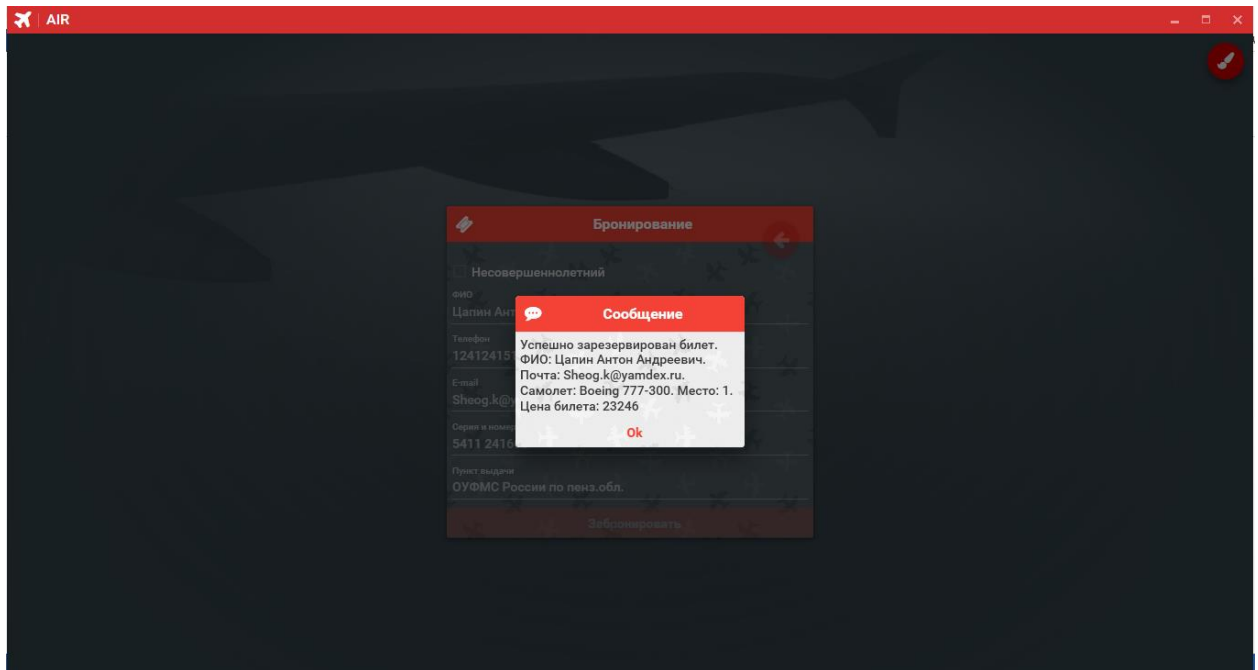 AIR
Бронирование
Несовершеннолетний
ФИО
Цапин Ант
Телефон
124124151
E-mail
Sheog.k@y
Серия и номер
5411 2416
Пункт выдачи
ОУФМС России по пенз.обл.
Забронировать
Сообщение
Успешно зарезервирован билет.
ФИО: Цапин Антон Андреевич.
Почта: Sheog.k@yamdex.ru.
Самолет: Boeing 777-300. Место: 1.
Цена билета: 23246
Ok